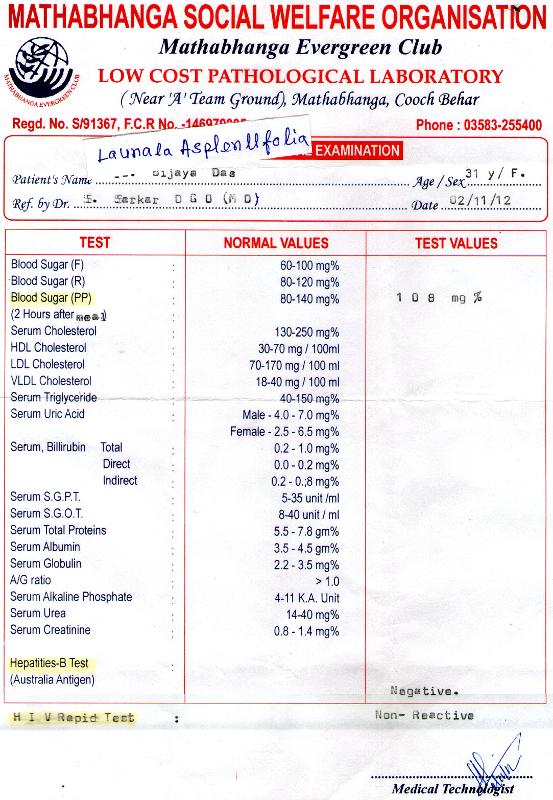 MATHABHANGA SOCIAL WELFARE ORGANISATION
Mathabhanga Evergreen Club
LOW COST PATHOLOGICAL LABORATORY
(Near 'A' Team Ground), Mathabhanga, Cooch Behar
MATHABHANGA EVERGREEN CLUB
Regd. No. S/91367, F.C.R No. Phone : 03583-255400
Launala Asplenllfolia
EXAMINATION
Patient's Name Bijaya Das Age / Sex 31 y/ F.
Ref. by Dr. S. Sarkar D G O (M D) Date 02/11/12
TEST NORMAL VALUES TEST VALUES
Blood Sugar (F) : 60-100 mg%
Blood Sugar (R) : 80-120 mg%
Blood Sugar (PP) : 80-140 mg% 108 mg %
(2 Hours after meal)
Serum Cholesterol : 130-250 mg%
HDL Cholesterol : 30-70 mg / 100ml
LDL Cholesterol : 70-170 mg / 100 ml
VLDL Cholesterol : 18-40 mg / 100 ml
Serum Triglyceride : 40-150 mg%
Serum Uric Acid : Male - 4.0 - 7.0 mg%
Female - 2.5 - 6.5 mg%
Serum, Billirubin Total : 0.2 - 1.0 mg%
Direct : 0.0 - 0.2 mg%
Indirect : 0.2 - 0.;8 mg%
Serum S.G.P.T. : 5-35 unit /ml
Serum S.G.O.T. : 8-40 unit / ml
Serum Total Proteins : 5.5 - 7.8 gm%
Serum Albumin : 3.5 - 4.5 gm%
Serum Globulin : 2.2 - 3.5 mg%
A/G ratio : > 1.0
Serum Alkaline Phosphate : 4-11 K.A. Unit
Serum Urea : 14-40 mg%
Serum Creatinine : 0.8 - 1.4 mg%
Hepatities-B Test :
(Australia Antigen)
Negative.
H I V Rapid Test : Non- Reactive
Medical Technologist